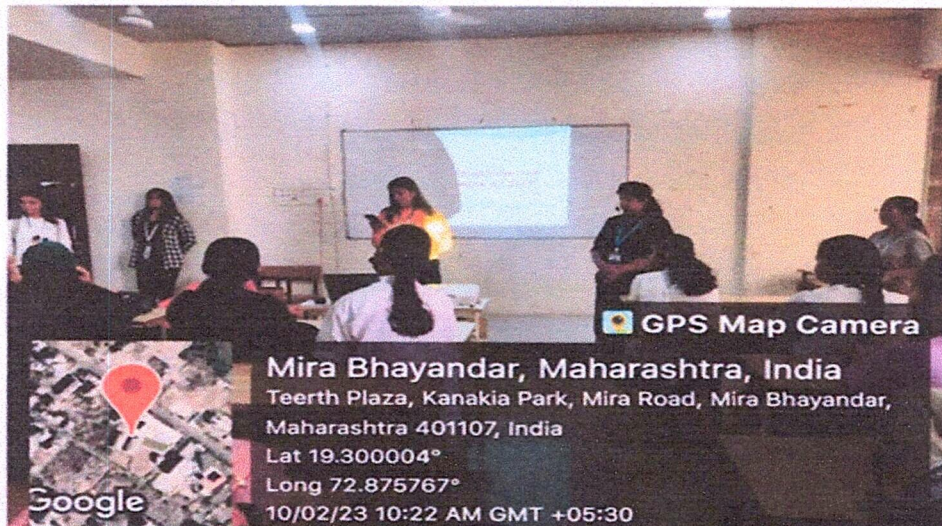 GPS Map Camera
Mira Bhayandar, Maharashtra, India
Teerth Plaza, Kanakia Park, Mira Road, Mira Bhayandar,
Maharashtra 401107, India
Lat 19.300004°
Long 72.875767°
10/02/23 10:22 AM GMT +05:30
Google